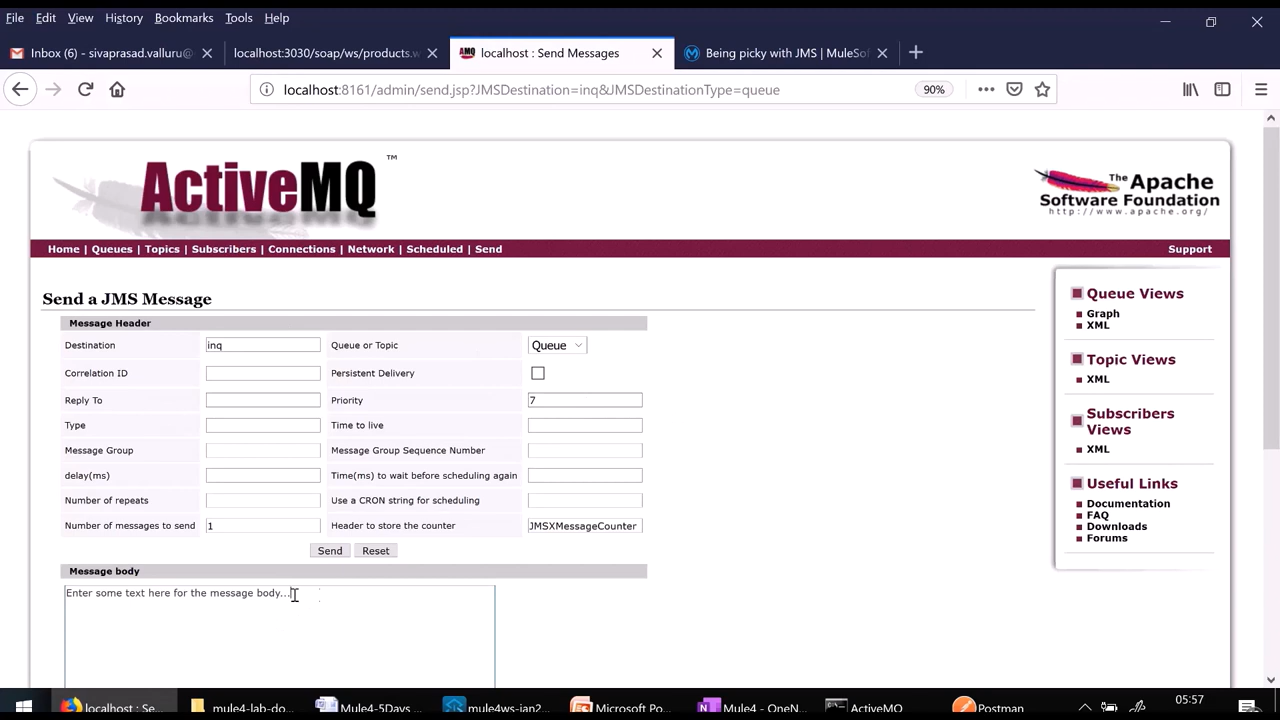 File Edit View History Bookmarks Tools Help
Inbox (6) - sivaprasad.valluru@
localhost:3030/soap/ws/products.w
localhost : Send Messages
Being picky with JMS | MuleSof
localhost:8161/admin/send.jsp?JMSDestination=inq&JMSDestinationType=queue
90%
ActiveMQ™
The Apache Software Foundation
http://www.apache.org/
Home | Queues | Topics | Subscribers | Connections | Network | Scheduled | Send
Support
Send a JMS Message
Message Header
Destination inq Queue or Topic Queue
Correlation ID Persistent Delivery
Reply To Priority 7
Type Time to live
Message Group Message Group Sequence Number
delay(ms) Time(ms) to wait before scheduling again
Number of repeats Use a CRON string for scheduling
Number of messages to send 1 Header to store the counter JMSXMessageCounter
Send Reset
Message body
Enter some text here for the message body...
Queue Views
Graph
XML
Topic Views
XML
Subscribers Views
XML
Useful Links
Documentation
FAQ
Downloads
Forums
localhost : Se...
mule4-lab-do...
Mule4-5Days ...
mule4ws-jan2...
Microsoft Po...
Mule4 - OneN...
ActiveMQ
Postman
05:57